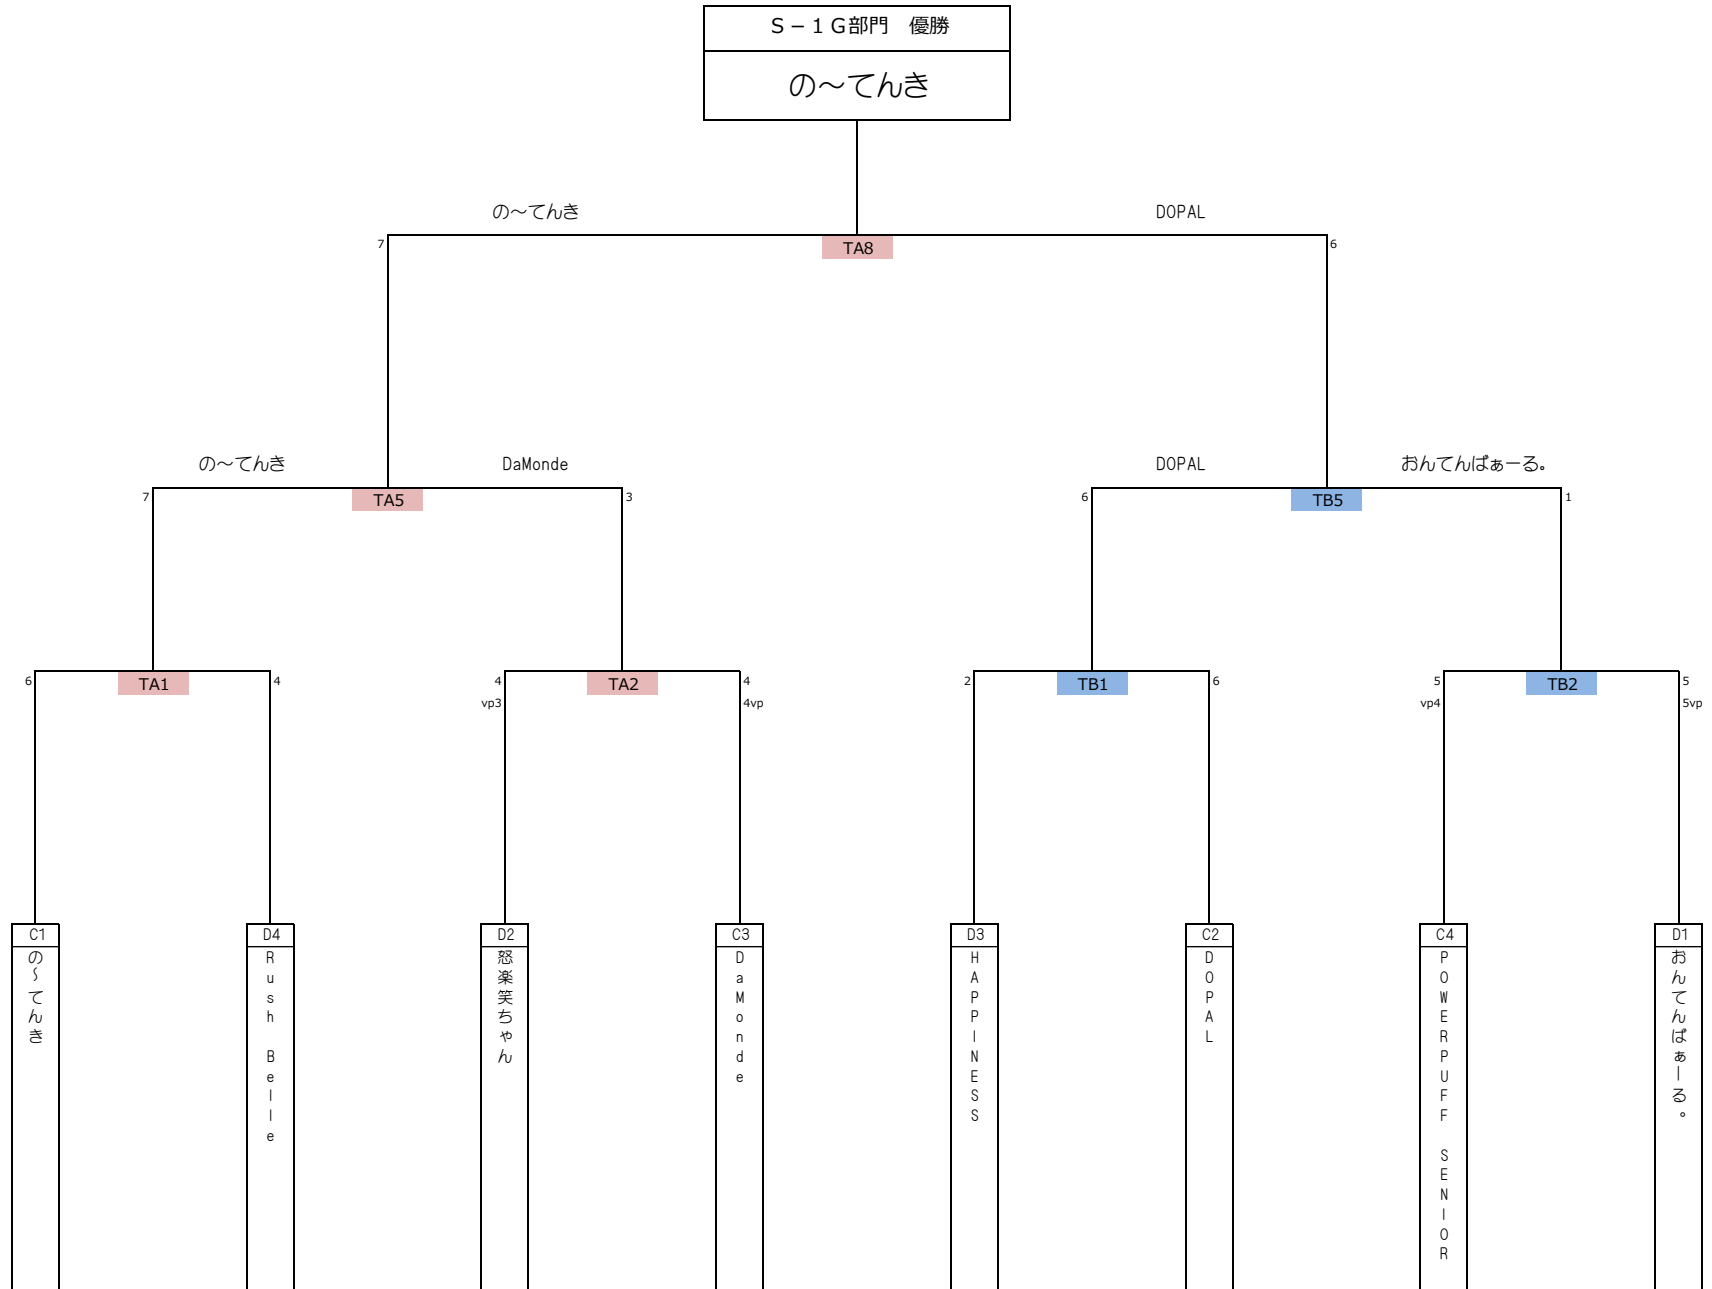 S－1G部門　優勝
の～てんき
の～てんき
DOPAL
7
TA8
6
の～てんき
DaMonde
DOPAL
おんてんぱぁーる。
7
TA5
3
6
TB5
1
6
TA1
4
4
TA2
4
2
TB1
6
5
TB2
5
vp3
4vp
vp4
5vp
C1
の～てんき
D4
Rush Belle
D2
怒楽笑ちゃん
C3
DaMonde
D3
HAPPINESS
C2
DOPAL
C4
POWERPUFF SENIOR
D1
おんてんぱぁーる。